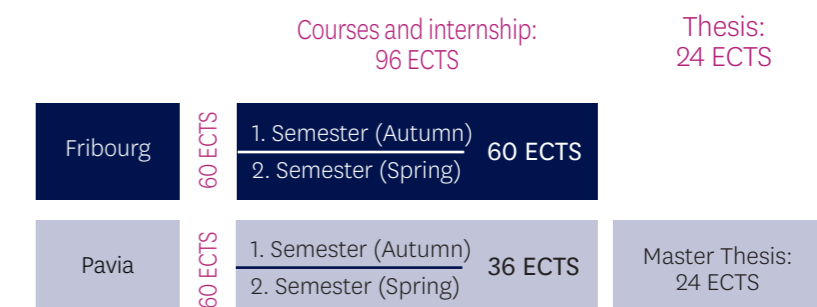 Courses and internship:
96 ECTS
Thesis:
24 ECTS
Fribourg
60 ECTS
1. Semester (Autumn)
2. Semester (Spring)
60 ECTS
Pavia
60 ECTS
1. Semester (Autumn)
2. Semester (Spring)
36 ECTS
Master Thesis:
24 ECTS